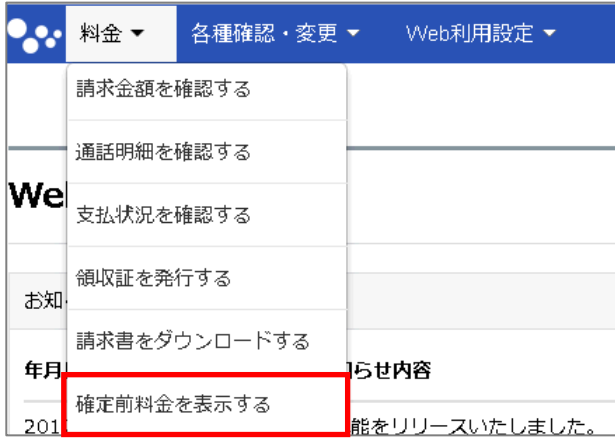 料金 ▼ 各種確認・変更 ▼ Web利用設定 ▼
請求金額を確認する
通話明細を確認する
We
支払状況を確認する
領収証を発行する
お知
請求書をダウンロードする
年月 らせ内容
確定前料金を表示する
201 能をリリースいたしました。